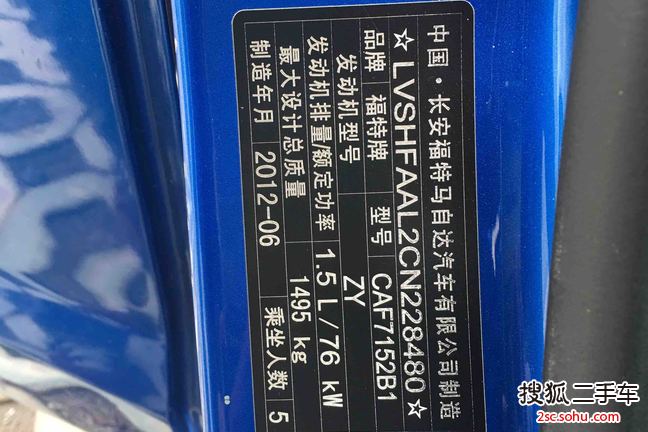 中国·长安福特马自达汽车有限公司制造
☆LVSHFAAL2CN228480☆
品牌 福特牌 型号 CAF7152B1
发动机型号 ZY
发动机排量/额定功率 1.5 L/76 kW
最大设计总质量 1495 kg
制造年月 2012-06 乘坐人数 5
搜狐二手车
2sc.sohu.com